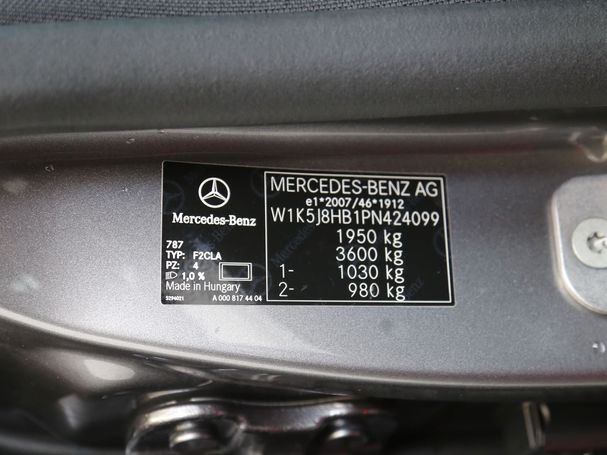 Mercedes-Benz
787
TYP: F2CLA
PZ: 4
1,0 %
Made in Hungary
5294021
A 000 817 44 04
MERCEDES-BENZ AG
e1*2007/46*1912
W1K5J8HB1PN424099
1950 kg
3600 kg
1- 1030 kg
2- 980 kg